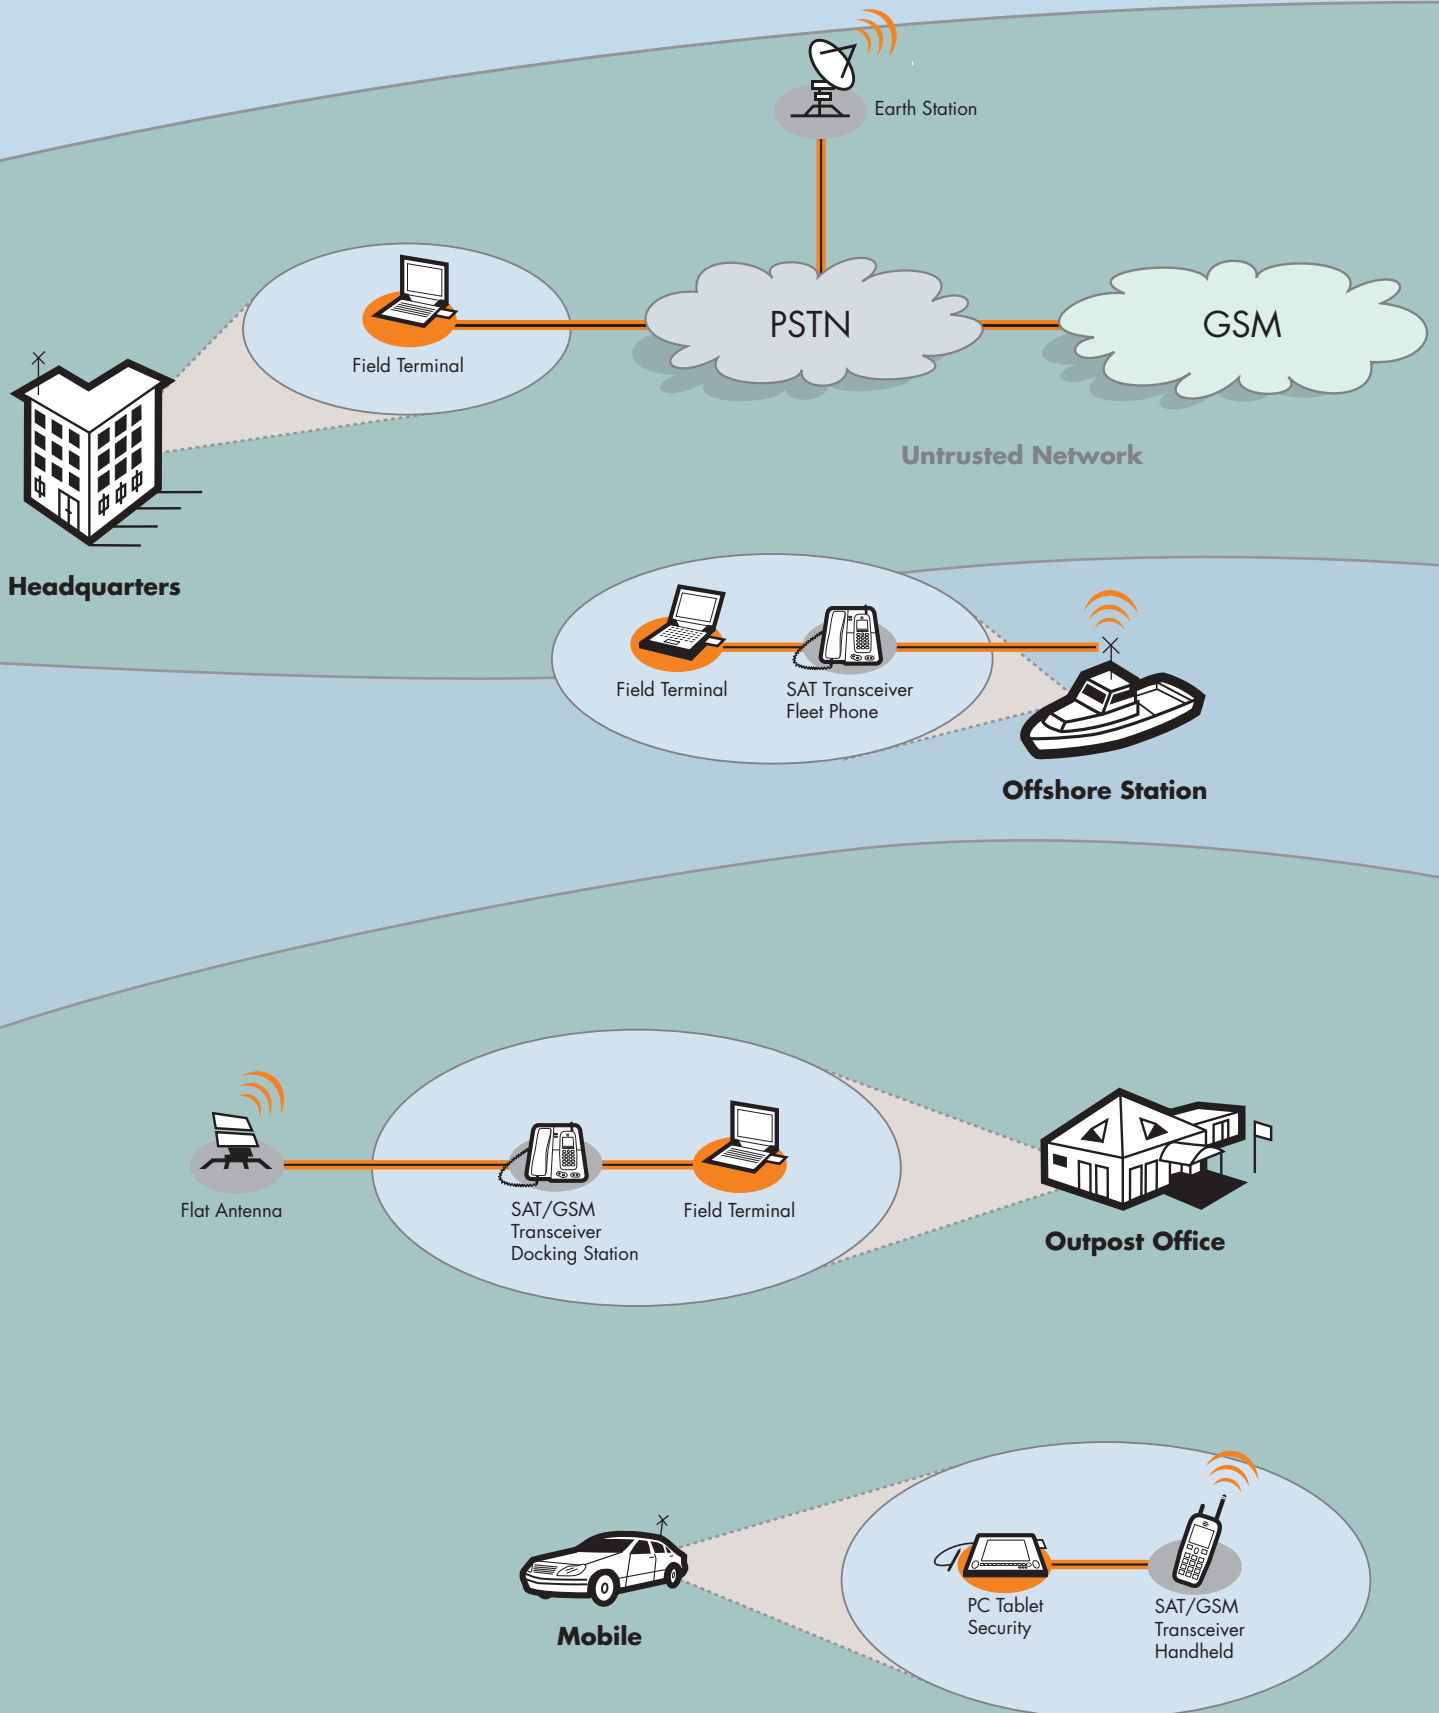 Earth Station
PSTN
GSM
Field Terminal
Untrusted Network
Headquarters
Field Terminal
SAT Transceiver
Fleet Phone
Offshore Station
Flat Antenna
SAT/GSM
Transceiver
Docking Station
Field Terminal
Outpost Office
Mobile
PC Tablet
Security
SAT/GSM
Transceiver
Handheld